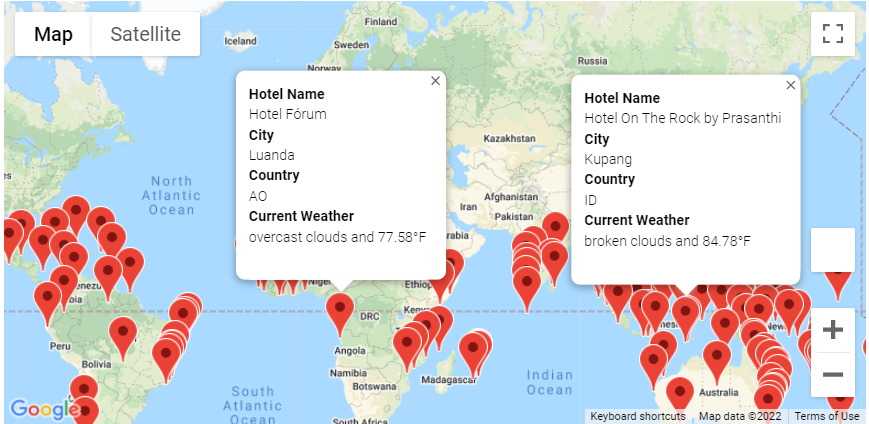 Map
Satellite
Iceland
Finland
Sweden
Norway
Russia
Hotel Name
Hotel Fórum
City
Luanda
Country
AO
Current Weather
overcast clouds and 77.58°F
Hotel Name
Hotel On The Rock by Prasanthi
City
Kupang
Country
ID
Current Weather
broken clouds and 84.78°F
Kazakhstan
North
Atlantic
Ocean
Afghanistan
Iran
Pakistan
Ethiop
DRC
Peru
Bolivia
Angola
Namibia
Botswana
Madagascar
South
Atlantic
Ocean
Indian
Ocean
Australia
South Africa
Google
Keyboard shortcuts
Map data ©2022
Terms of Use